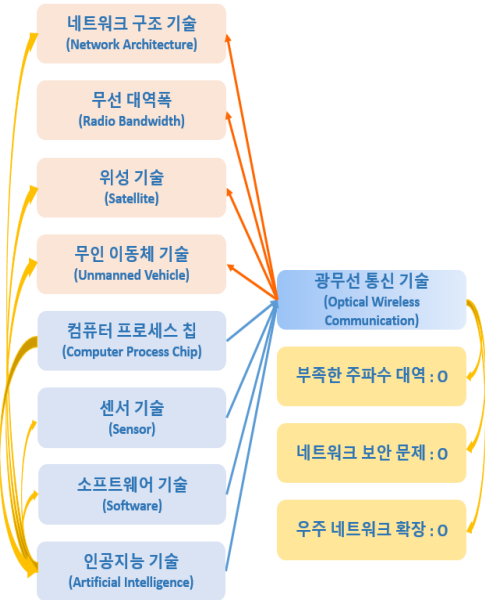 네트워크 구조 기술
(Network Architecture)
무선 대역폭
(Radio Bandwidth)
위성 기술
(Satellite)
무인 이동체 기술
(Unmanned Vehicle)
컴퓨터 프로세스 칩
(Computer Process Chip)
센서 기술
(Sensor)
소프트웨어 기술
(Software)
인공지능 기술
(Artificial Intelligence)
광무선 통신 기술
(Optical Wireless
Communication)
부족한 주파수 대역 : O
네트워크 보안 문제 : O
우주 네트워크 확장 : O